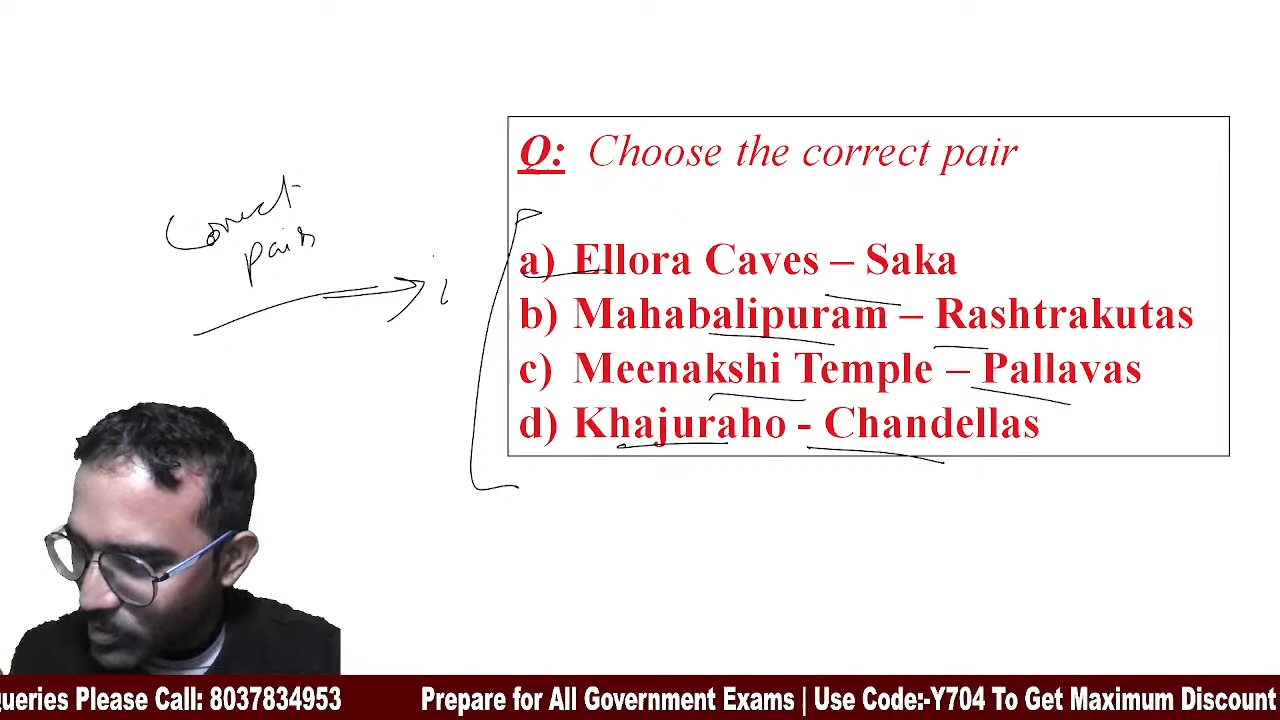 Correct
pair
Q: Choose the correct pair
a) Ellora Caves – Saka
b) Mahabalipuram – Rashtrakutas
c) Meenakshi Temple – Pallavas
d) Khajuraho - Chandellas
queries Please Call: 8037834953 Prepare for All Government Exams | Use Code:-Y704 To Get Maximum Discount